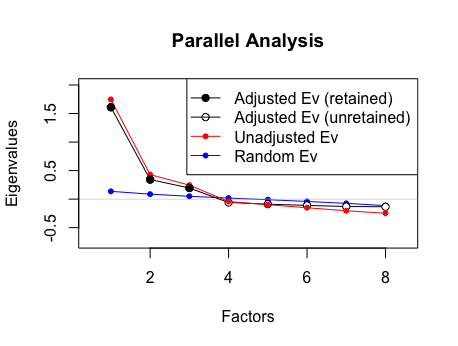 Parallel Analysis
Adjusted Ev (retained)
Adjusted Ev (unretained)
Unadjusted Ev
Random Ev
Eigenvalues
1.5
0.5
-0.5
2 4 6 8
Factors